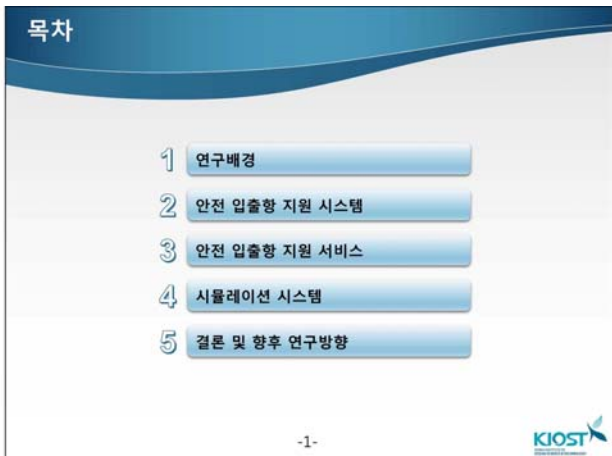 목차
1 연구배경
2 안전 입출항 지원 시스템
3 안전 입출항 지원 서비스
4 시뮬레이션 시스템
5 결론 및 향후 연구방향
-1-
KIOST